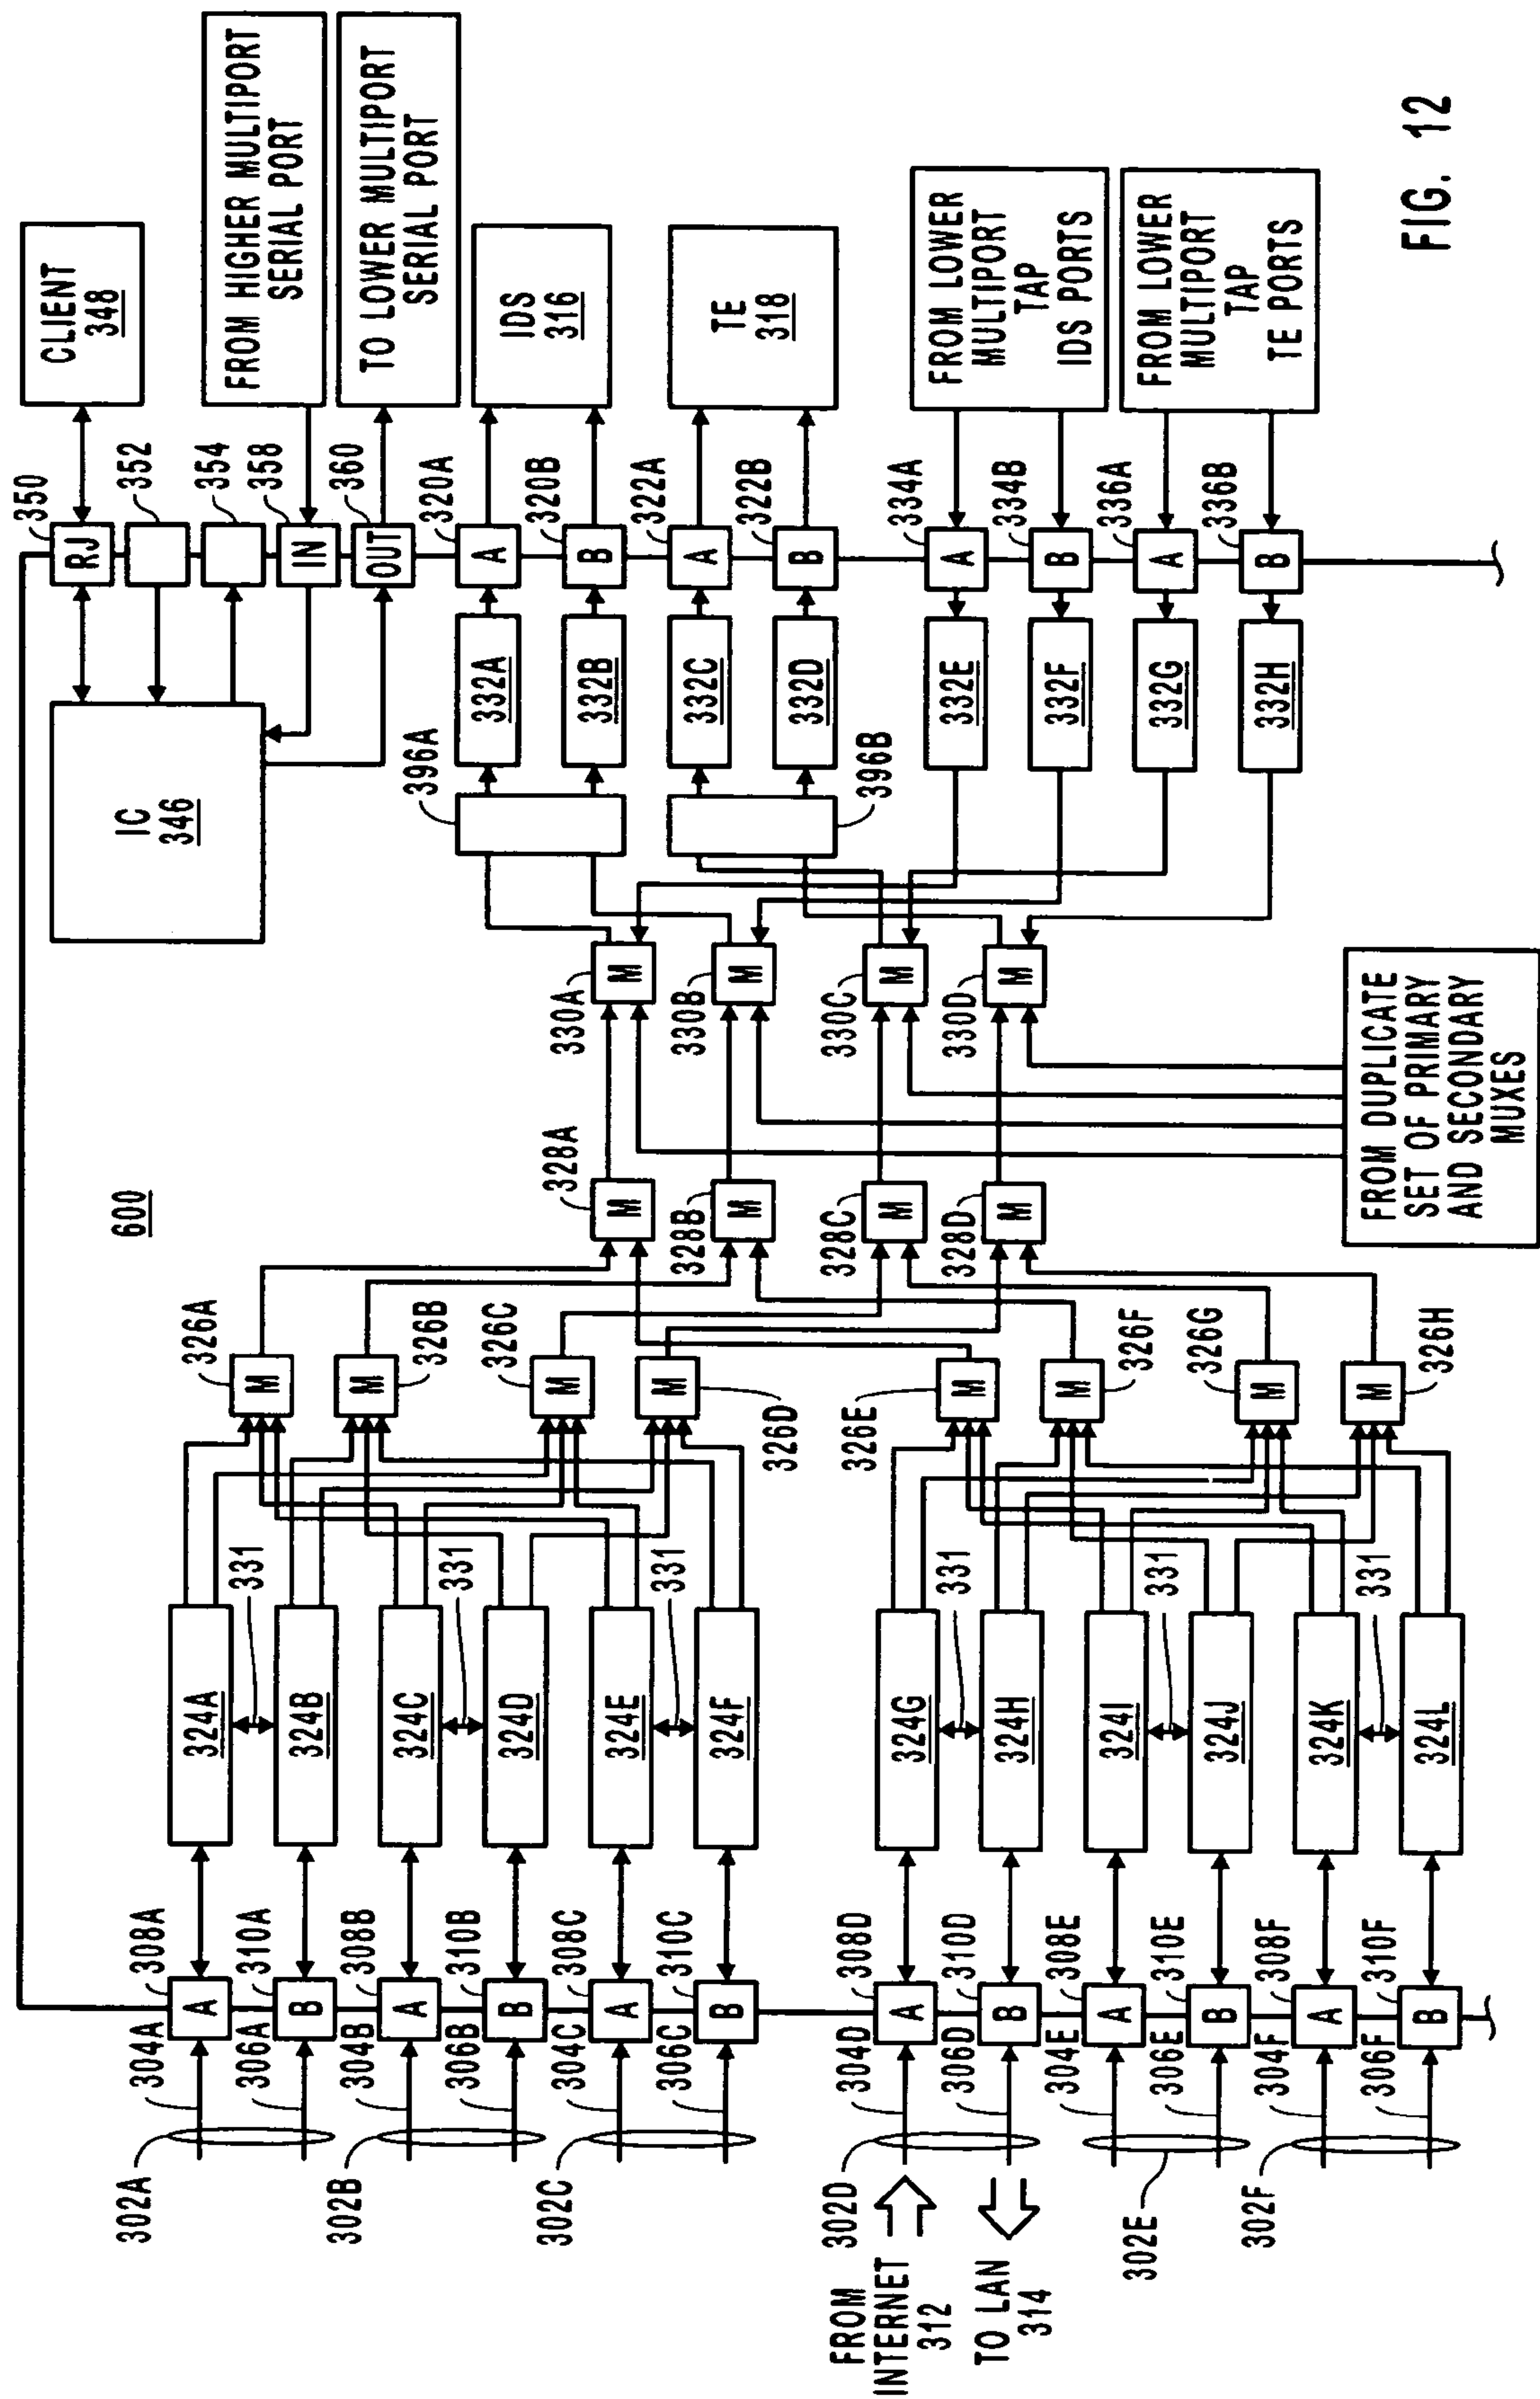 600
FIG. 12
302A
304A
306A
308A
310A
A
B
302B
304B
306B
308B
310B
A
B
302C
304C
306C
308C
310C
A
B
302D
304D
306D
308D
310D
A
B
302E
304E
306E
308E
310E
A
B
302F
304F
306F
308F
310F
A
B
FROM
INTERNET
312
TO LAN
314
324A
331
324B
324C
331
324D
324E
331
324F
324G
331
324H
324I
331
324J
324K
331
324L
326A
M
326B
M
326C
M
326D
M
326E
M
326F
M
326G
M
326H
M
328A
M
328B
M
328C
M
328D
M
330A
M
330B
M
330C
M
330D
M
FROM DUPLICATE
SET OF PRIMARY
AND SECONDARY
MUXES
IC
346
396A
396B
332A
332B
332C
332D
332E
332F
332G
332H
350
RJ
352
354
358
IN
360
OUT
320A
A
320B
B
322A
A
322B
B
334A
A
334B
B
336A
A
336B
B
CLIENT
348
FROM HIGHER MULTIPORT
SERIAL PORT
TO LOWER MULTIPORT
SERIAL PORT
IDS
316
TE
318
FROM LOWER
MULTIPORT
TAP
IDS PORTS
FROM LOWER
MULTIPORT
TAP
TE PORTS